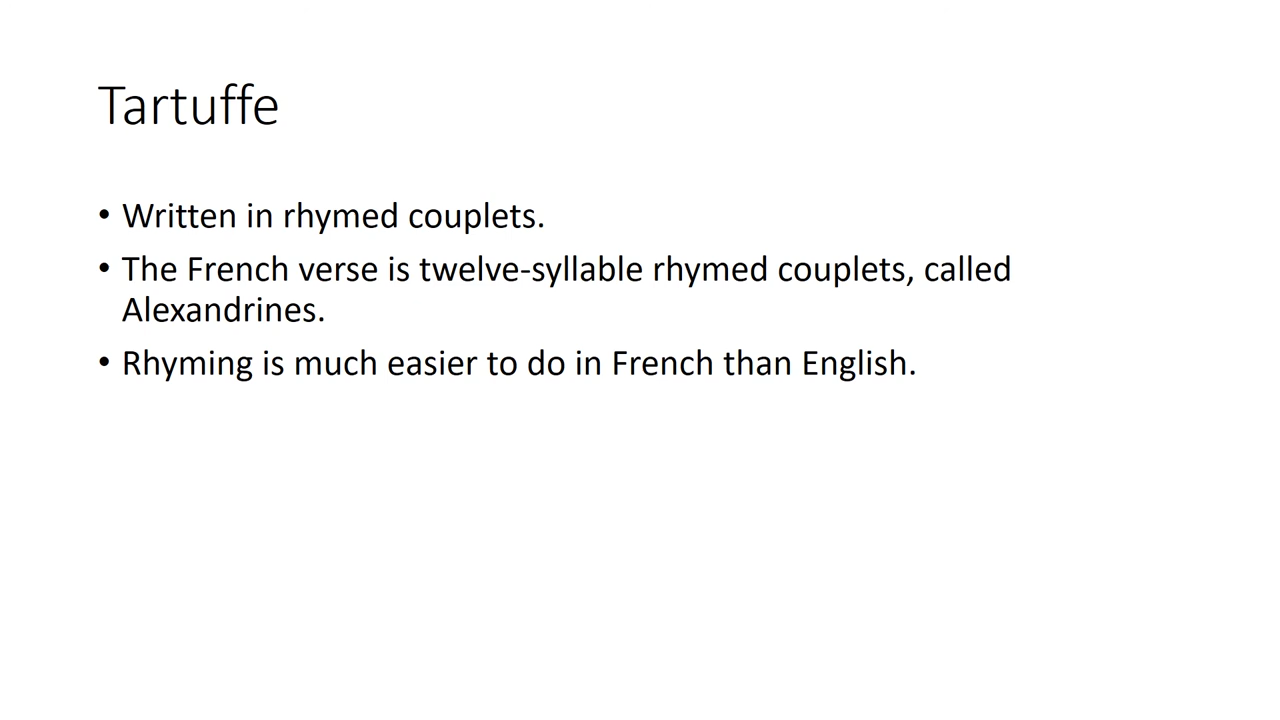 Tartuffe
• Written in rhymed couplets.
• The French verse is twelve-syllable rhymed couplets, called
Alexandrines.
• Rhyming is much easier to do in French than English.